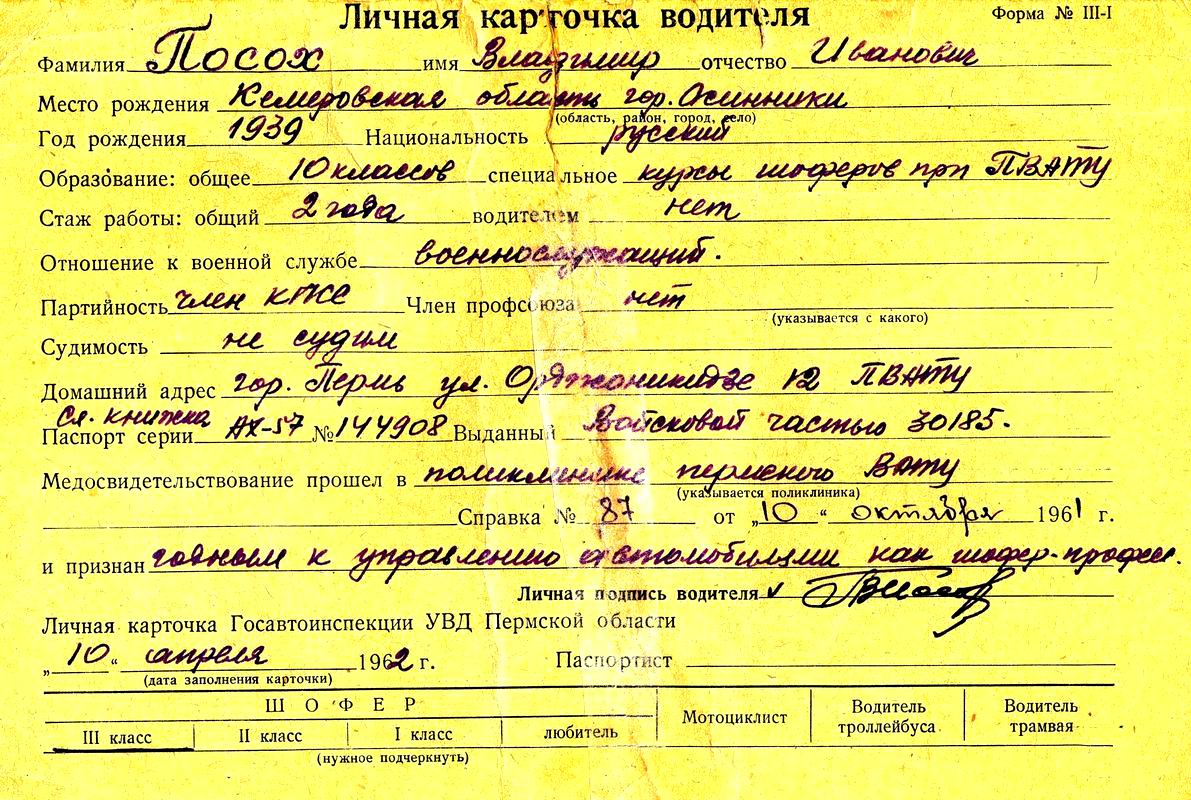 Личная карточка водителя Форма № III-I
Фамилия Посох имя Владимир отчество Иванович
Место рождения Кемеровская область гор. Осинники
(область, район, город, село)
Год рождения 1939 Национальность русский
Образование: общее 10 классов специальное курсы шоферов при ПВАТУ
Стаж работы: общий 2 года водителем нет
Отношение к военной службе военнослужащий.
Партийность член КПСС Член профсоюза нет
(указывается с какого)
Судимость не судим
Домашний адрес гор. Пермь ул. Орджоникидзе 12 ПВАТУ
Сл. книжка
Паспорт серии АХ-57 № 144908 Выданный Войсковой частью 30185.
Медосвидетельствование прошел в поликлинике пермского ВАТУ
(указывается поликлиника)
Справка № 87 от „10“ октября 1961 г.
и признан годным к управлению автомобилями как шофер-професс.
Личная подпись водителя
Личная карточка Госавтоинспекции УВД Пермской области
„10“ апреля 1962 г. Паспортист
(дата заполнения карточки)
ШОФЕР Мотоциклист Водитель троллейбуса Водитель трамвая
III класс II класс I класс любитель
(нужное подчеркнуть)